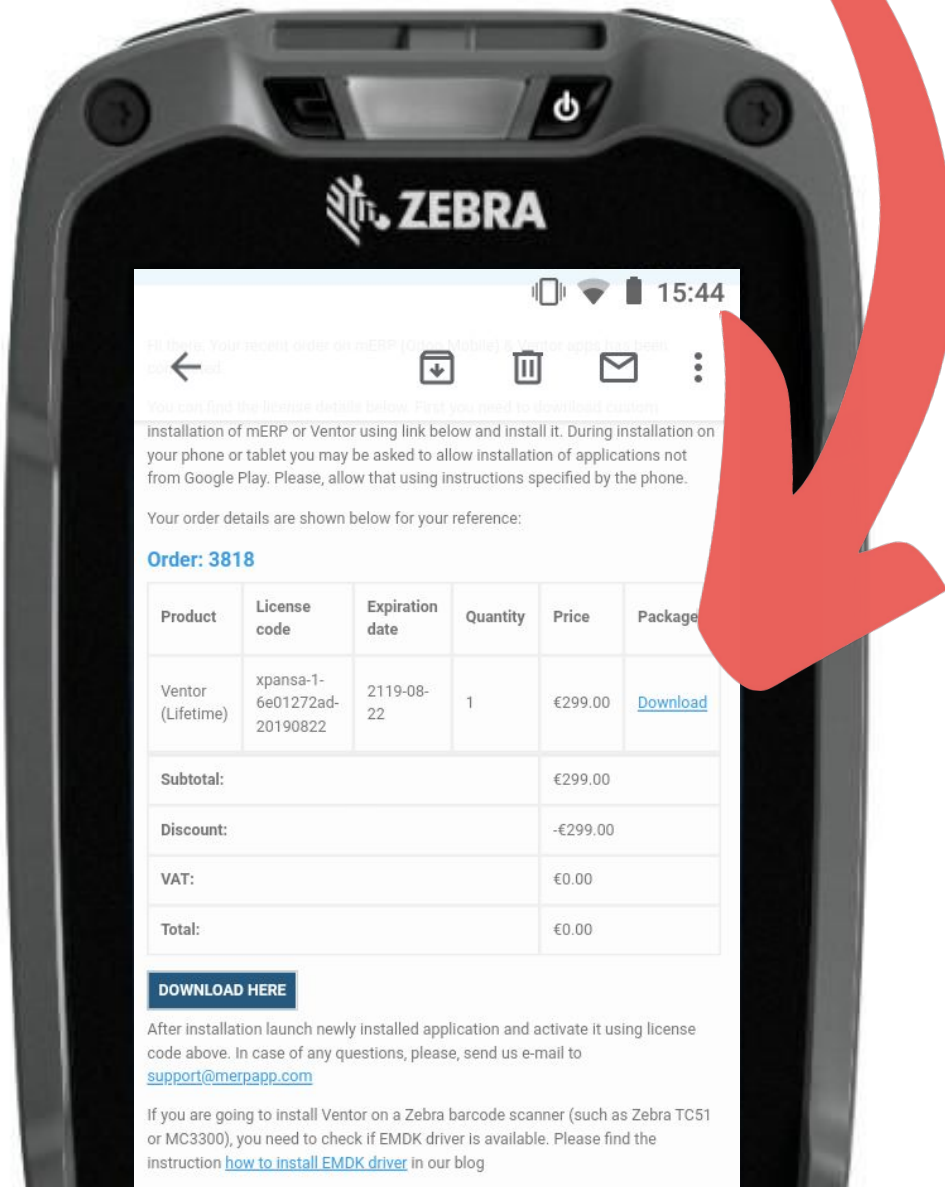 ZEBRA
15:44
Hi there. Your recent order on mERP (Odoo Mobile) & Ventor apps has been
You can find the license details below. First you need to download custom
installation of mERP or Ventor using link below and install it. During installation on
your phone or tablet you may be asked to allow installation of applications not
from Google Play. Please, allow that using instructions specified by the phone.
Your order details are shown below for your reference:
Order: 3818
Product License code Expiration date Quantity Price Package
Ventor (Lifetime) xpansa-1-6e01272ad-20190822 2119-08-22 1 €299.00 Download
Subtotal: €299.00
Discount: -€299.00
VAT: €0.00
Total: €0.00
DOWNLOAD HERE
After installation launch newly installed application and activate it using license
code above. In case of any questions, please, send us e-mail to
support@merpapp.com
If you are going to install Ventor on a Zebra barcode scanner (such as Zebra TC51
or MC3300), you need to check if EMDK driver is available. Please find the
instruction how to install EMDK driver in our blog